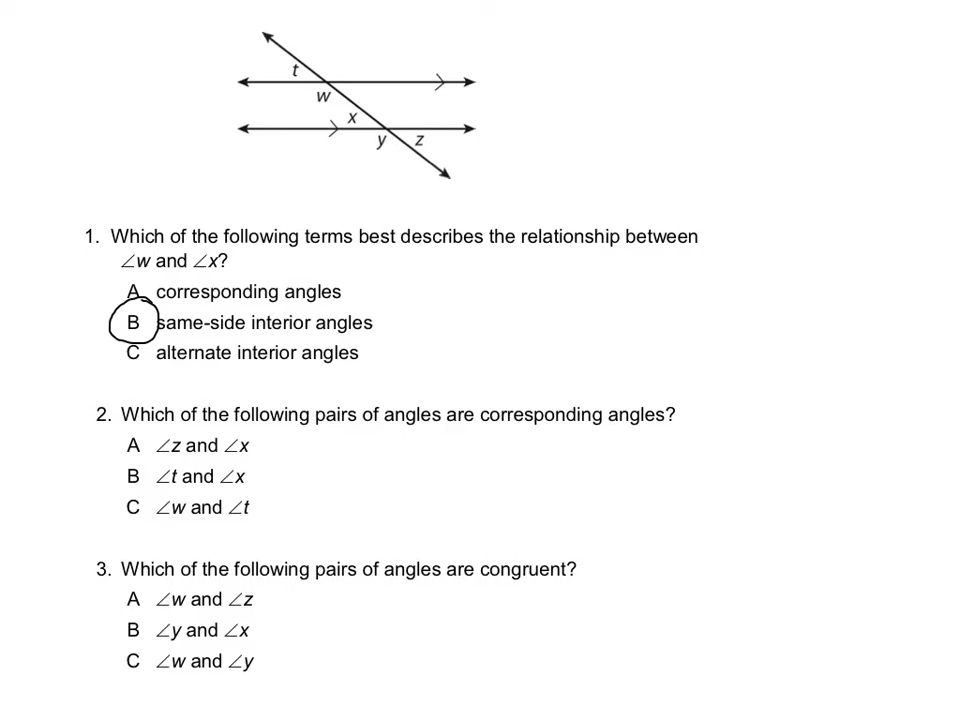 t
w
x
y z
1. Which of the following terms best describes the relationship between
∠w and ∠x?
A corresponding angles
B same-side interior angles
C alternate interior angles
2. Which of the following pairs of angles are corresponding angles?
A ∠z and ∠x
B ∠t and ∠x
C ∠w and ∠t
3. Which of the following pairs of angles are congruent?
A ∠w and ∠z
B ∠y and ∠x
C ∠w and ∠y